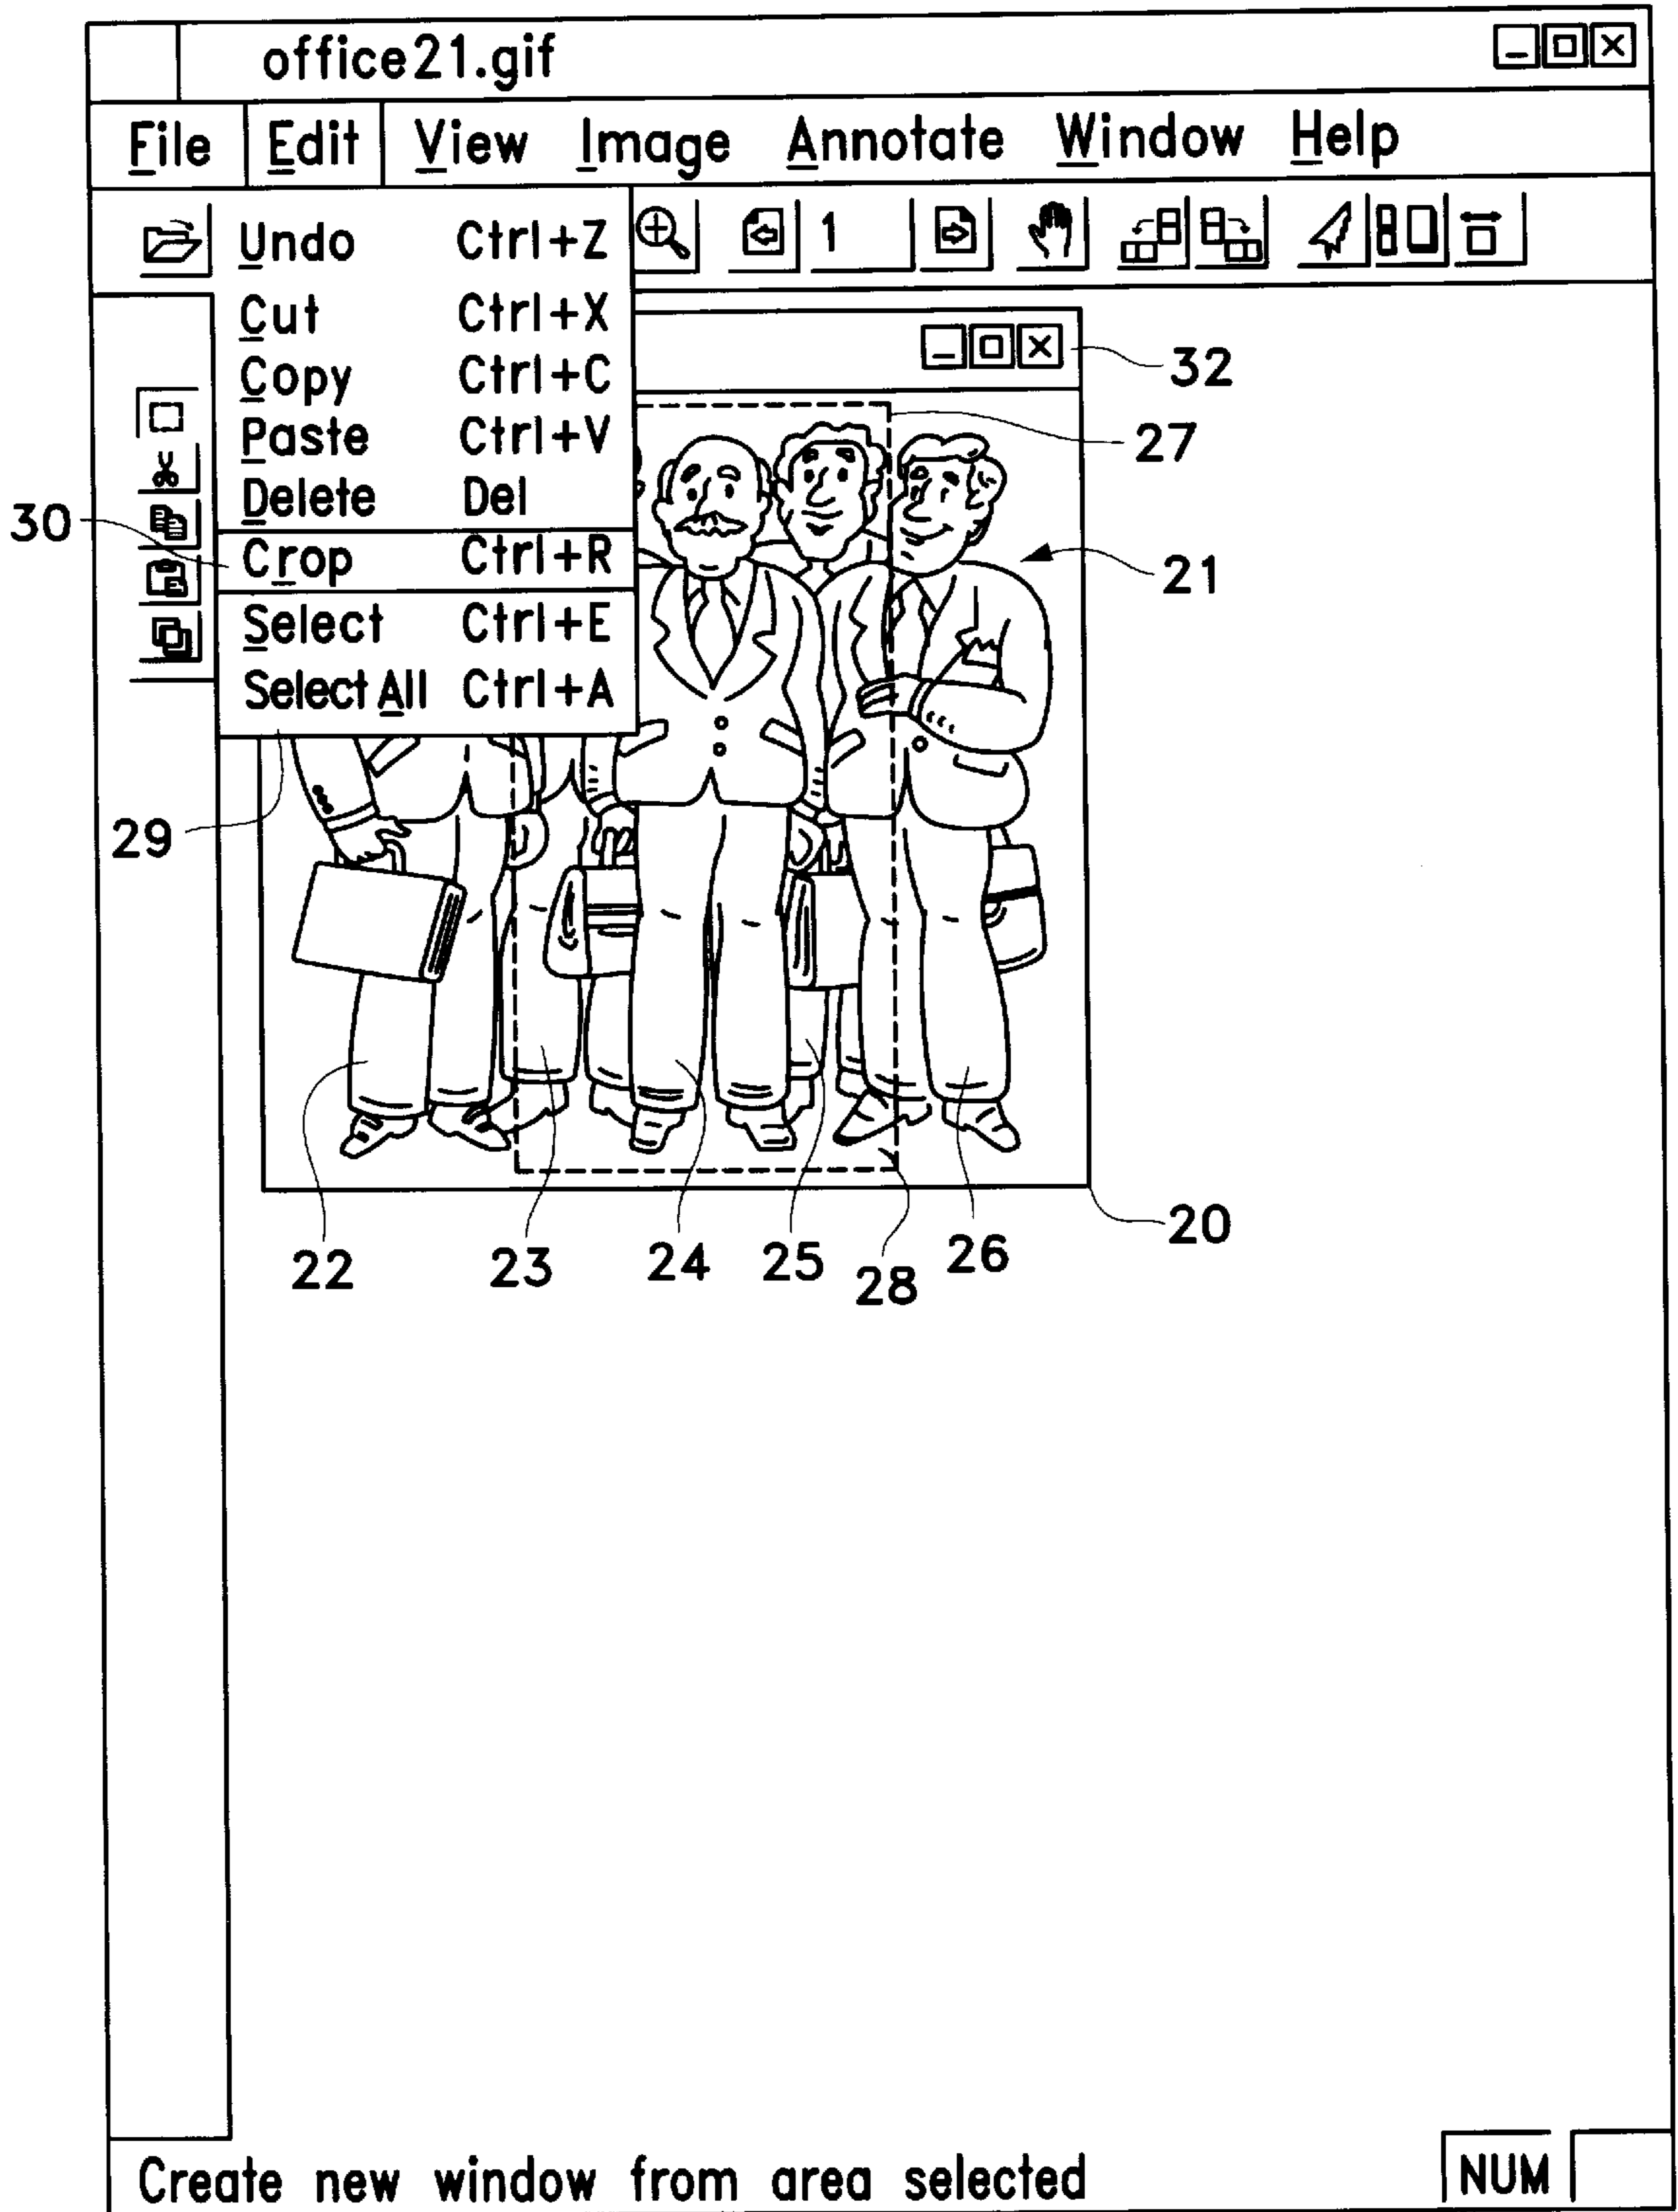 office21.gif
File Edit View Image Annotate Window Help
1
Undo Ctrl+Z
Cut Ctrl+X
Copy Ctrl+C
Paste Ctrl+V
Delete Del
Crop Ctrl+R
Select Ctrl+E
Select All Ctrl+A
32
27
30
21
29
20
22 23 24 25 28 26
Create new window from area selected NUM